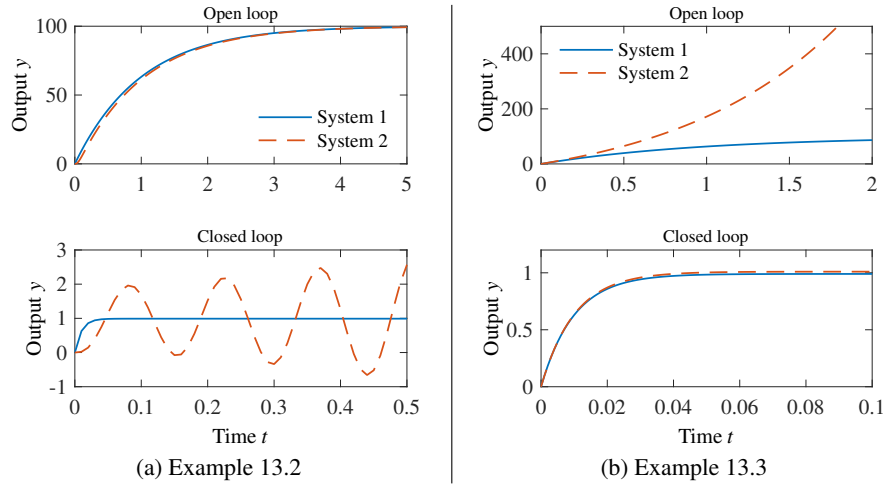 Open loop
100
50
0
Output y
System 1
System 2
0 1 2 3 4 5
Closed loop
3
2
1
0
-1
Output y
0 0.1 0.2 0.3 0.4 0.5
Time t
(a) Example 13.2
Open loop
400
200
0
Output y
System 1
System 2
0 0.5 1 1.5 2
Closed loop
1
0.5
0
Output y
0 0.02 0.04 0.06 0.08 0.1
Time t
(b) Example 13.3